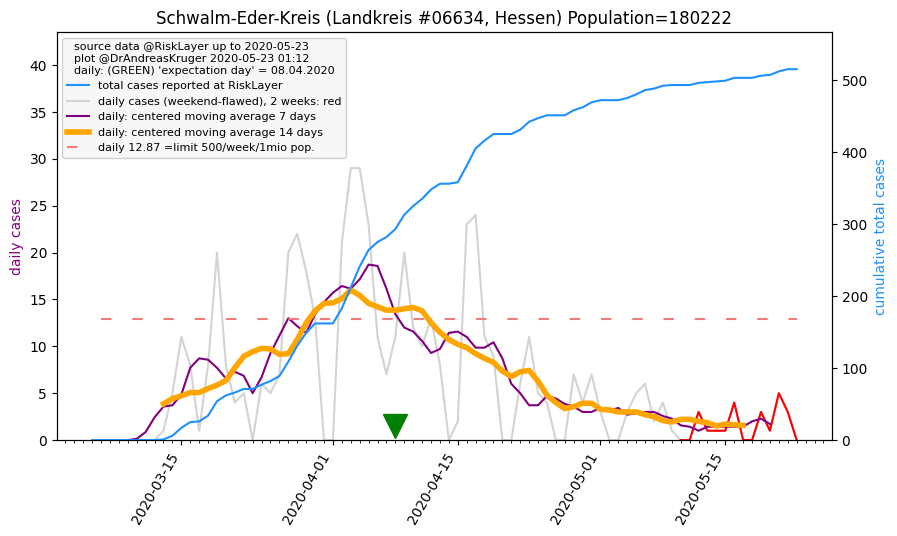 Schwalm-Eder-Kreis (Landkreis #06634, Hessen) Population=180222
source data @RiskLayer up to 2020-05-23
plot @DrAndreasKruger 2020-05-23 01:12
daily: (GREEN) 'expectation day' = 08.04.2020
total cases reported at RiskLayer
daily cases (weekend-flawed), 2 weeks: red
daily: centered moving average 7 days
daily: centered moving average 14 days
daily 12.87 =limit 500/week/1mio pop.
daily cases
40
35
30
25
20
15
10
5
0
cumulative total cases
500
400
300
200
100
0
2020-03-15
2020-04-01
2020-04-15
2020-05-01
2020-05-15